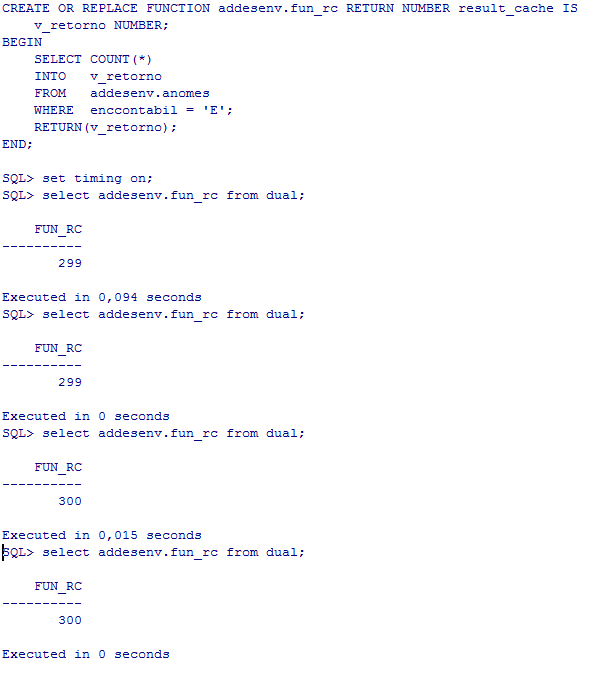 CREATE OR REPLACE FUNCTION addesenv.fun_rc RETURN NUMBER result_cache IS
    v_retorno NUMBER;
BEGIN
    SELECT COUNT(*)
    INTO   v_retorno
    FROM   addesenv.anomes
    WHERE  enccontabil = 'E';
    RETURN(v_retorno);
END;
SQL> set timing on;
SQL> select addesenv.fun_rc from dual;
    FUN_RC
----------
       299
Executed in 0,094 seconds
SQL> select addesenv.fun_rc from dual;
    FUN_RC
----------
       299
Executed in 0 seconds
SQL> select addesenv.fun_rc from dual;
    FUN_RC
----------
       300
Executed in 0,015 seconds
SQL> select addesenv.fun_rc from dual;
    FUN_RC
----------
       300
Executed in 0 seconds